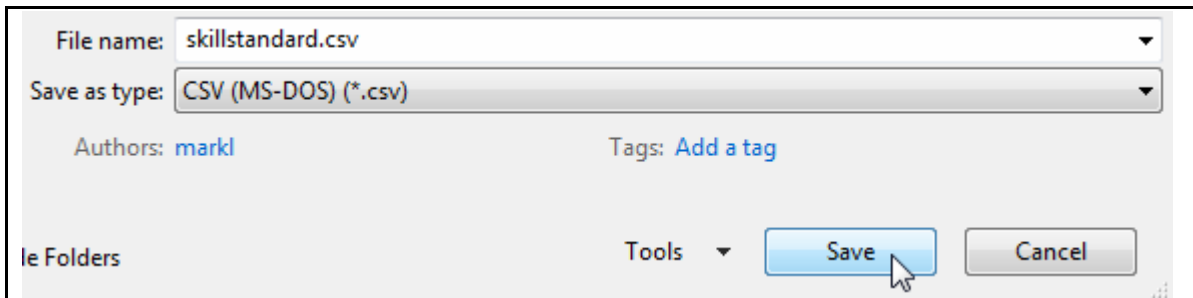 File name: skillstandard.csv
Save as type: CSV (MS-DOS) (*.csv)
Authors: markl Tags: Add a tag
le Folders Tools Save Cancel